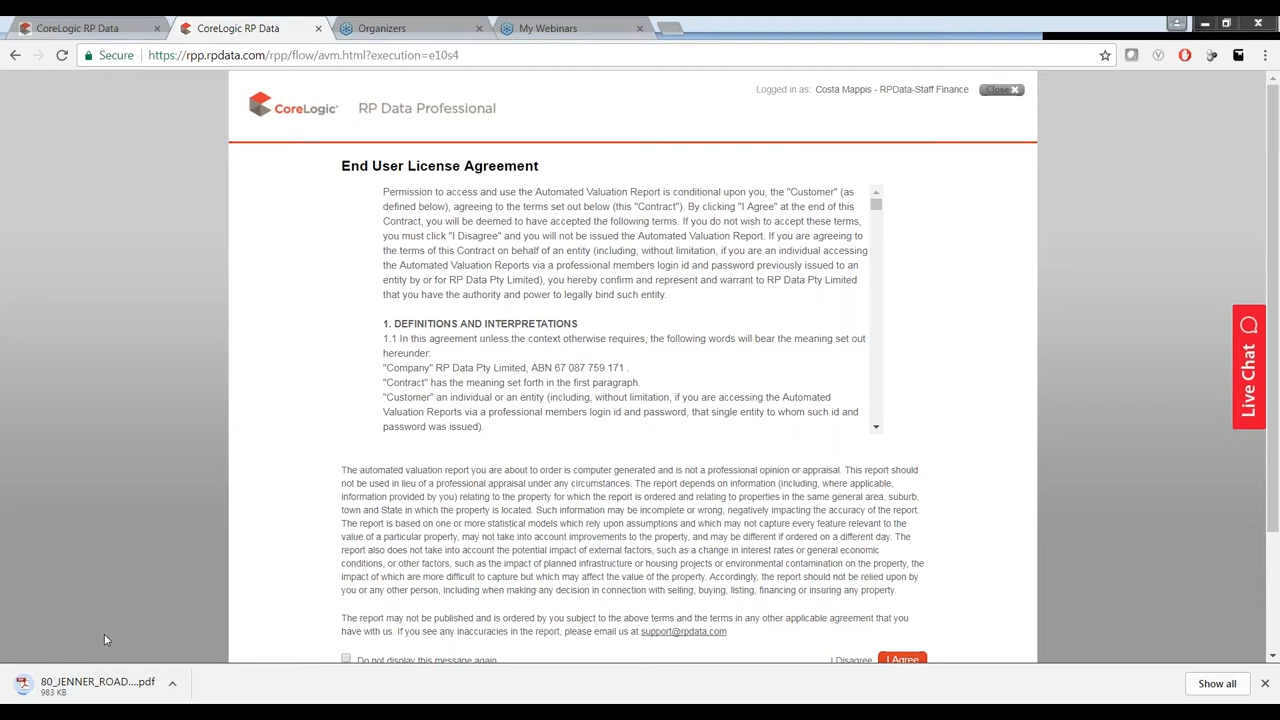 CoreLogic RP Data
CoreLogic RP Data
Organizers
My Webinars
Secure
https://rpp.rpdata.com/rpp/flow/avm.html?execution=e10s4
Logged in as: Costa Mappis - RPData-Staff Finance
Close
CoreLogic
RP Data Professional
End User License Agreement
Permission to access and use the Automated Valuation Report is conditional upon you, the "Customer" (as
defined below), agreeing to the terms set out below (this "Contract"). By clicking "I Agree" at the end of this
Contract, you will be deemed to have accepted the following terms. If you do not wish to accept these terms,
you must click "I Disagree" and you will not be issued the Automated Valuation Report. If you are agreeing to
the terms of this Contract on behalf of an entity (including, without limitation, if you are an individual accessing
the Automated Valuation Reports via a professional members login id and password previously issued to an
entity by or for RP Data Pty Limited), you hereby confirm and represent and warrant to RP Data Pty Limited
that you have the authority and power to legally bind such entity.
1. DEFINITIONS AND INTERPRETATIONS
1.1 In this agreement unless the context otherwise requires, the following words will bear the meaning set out
hereunder:
"Company" RP Data Pty Limited, ABN 67 087 759 171 .
"Contract" has the meaning set forth in the first paragraph.
"Customer" an individual or an entity (including, without limitation, if you are accessing the Automated
Valuation Reports via a professional members login id and password, that single entity to whom such id and
password was issued).
Live Chat
The automated valuation report you are about to order is computer generated and is not a professional opinion or appraisal. This report should
not be used in lieu of a professional appraisal under any circumstances. The report depends on information (including, where applicable,
information provided by you) relating to the property for which the report is ordered and relating to properties in the same general area, suburb,
town and State in which the property is located. Such information may be incomplete or wrong, negatively impacting the accuracy of the report.
The report is based on one or more statistical models which rely upon assumptions and which may not capture every feature relevant to the
value of a particular property, may not take into account improvements to the property, and may be different if ordered on a different day. The
report also does not take into account the potential impact of external factors, such as a change in interest rates or general economic
conditions, or other factors, such as the impact of planned infrastructure or housing projects or environmental contamination on the property, the
impact of which are more difficult to capture but which may affect the value of the property. Accordingly, the report should not be relied upon by
you or any other person, including when making any decision in connection with selling, buying, listing, financing or insuring any property.
The report may not be published and is ordered by you subject to the above terms and the terms in any other applicable agreement that you
have with us. If you see any inaccuracies in the report, please email us at support@rpdata.com
Do not display this message again
I Disagree
I Agree
80_JENNER_ROAD....pdf
983 KB
Show all